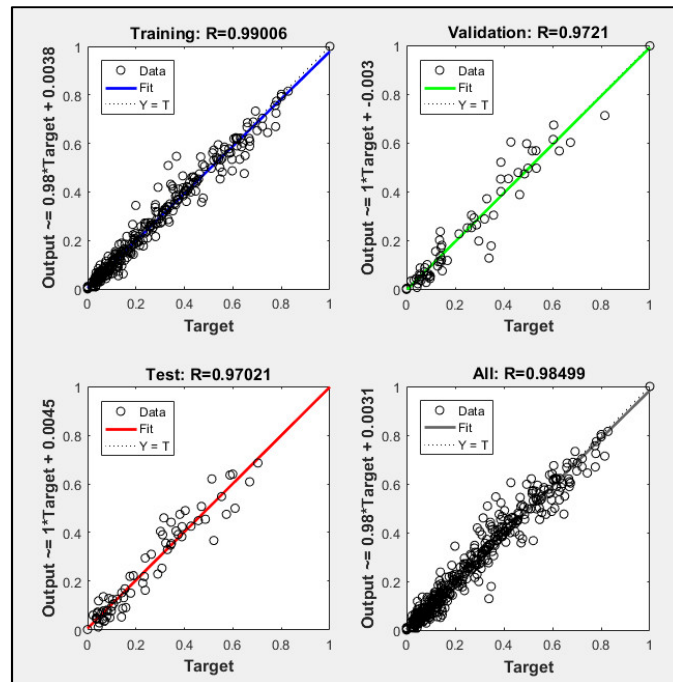 Training: R=0.99006
Output ~= 0.98*Target + 0.0038
1
0.8
0.6
0.4
0.2
0
Data
Fit
Y = T
0 0.2 0.4 0.6 0.8 1
Target
Validation: R=0.9721
Output ~= 1*Target + -0.003
1
0.8
0.6
0.4
0.2
0
Data
Fit
Y = T
0 0.2 0.4 0.6 0.8 1
Target
Test: R=0.97021
Output ~= 1*Target + 0.0045
1
0.8
0.6
0.4
0.2
0
Data
Fit
Y = T
0 0.2 0.4 0.6 0.8 1
Target
All: R=0.98499
Output ~= 0.98*Target + 0.0031
1
0.8
0.6
0.4
0.2
0
Data
Fit
Y = T
0 0.2 0.4 0.6 0.8 1
Target